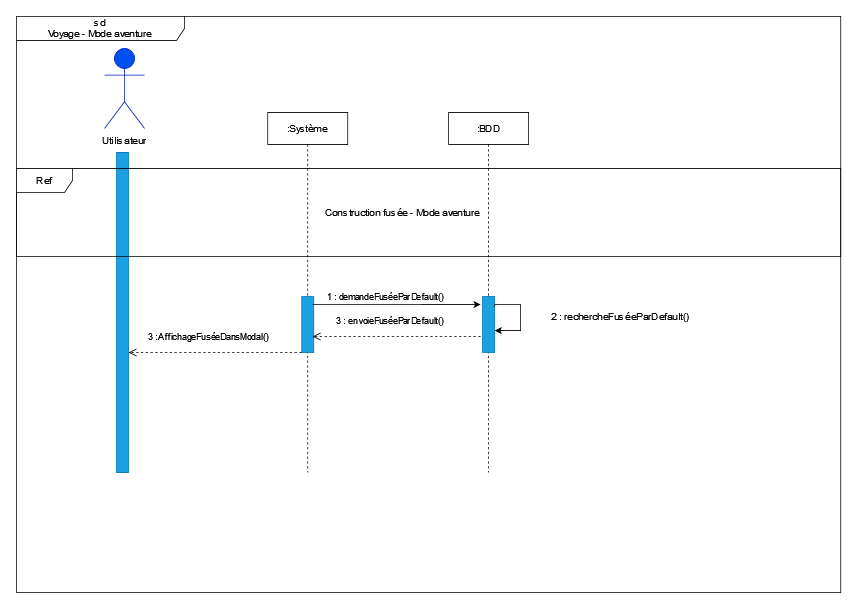 sd
Voyage - Mode aventure
Utilisateur
:Système
:BDD
Ref
Construction fusée - Mode aventure
1 : demandeFuséeParDefault()
2 : rechercheFuséeParDefault()
3 : envoieFuséeParDefault()
3 :AffichageFuséeDansModal()